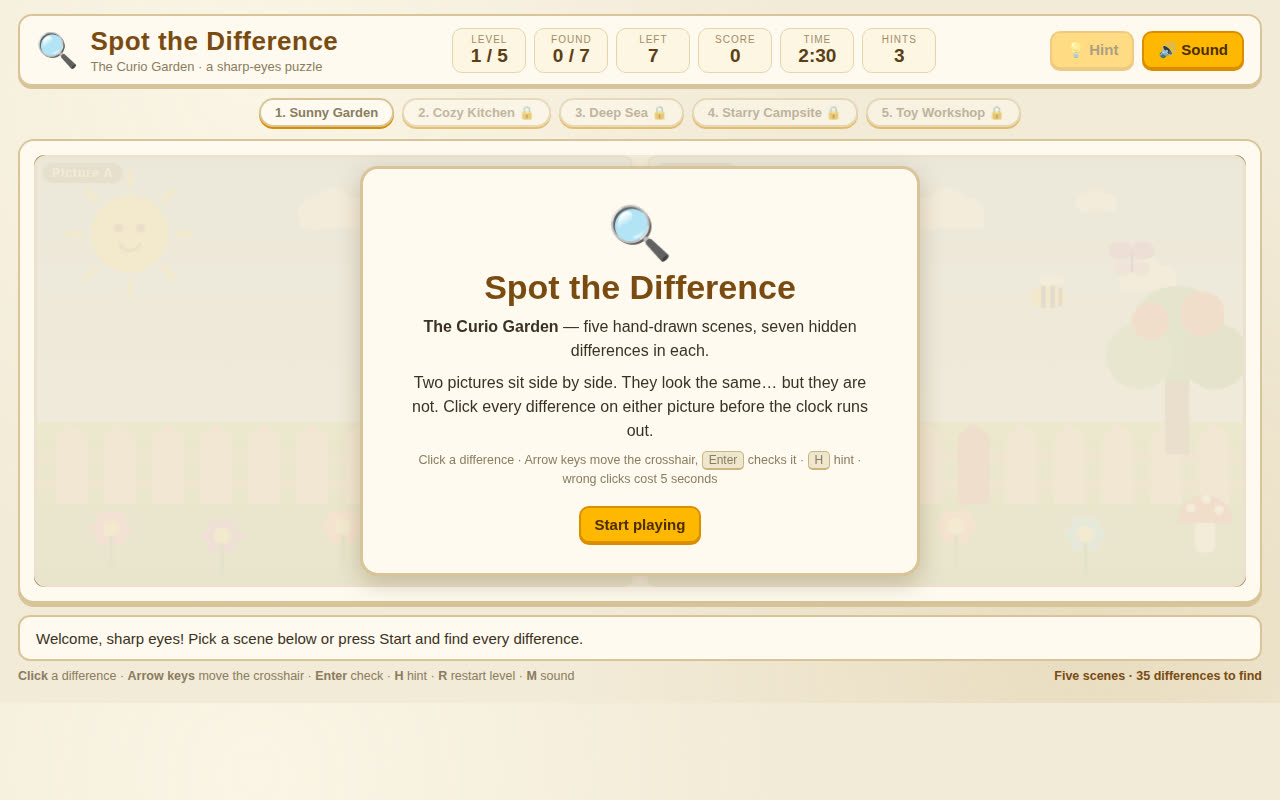 Spot the Difference
The Curio Garden · a sharp-eyes puzzle
LEVEL
1 / 5
FOUND
0 / 7
LEFT
7
SCORE
0
TIME
2:30
HINTS
3
💡 Hint
🔊 Sound
1. Sunny Garden
2. Cozy Kitchen 🔒
3. Deep Sea 🔒
4. Starry Campsite 🔒
5. Toy Workshop 🔒
Picture A
Spot the Difference
The Curio Garden — five hand-drawn scenes, seven hidden
differences in each.
Two pictures sit side by side. They look the same… but they are
not. Click every difference on either picture before the clock runs
out.
Click a difference · Arrow keys move the crosshair, Enter checks it · H hint ·
wrong clicks cost 5 seconds
Start playing
Welcome, sharp eyes! Pick a scene below or press Start and find every difference.
Click a difference · Arrow keys move the crosshair · Enter check · H hint · R restart level · M sound
Five scenes · 35 differences to find